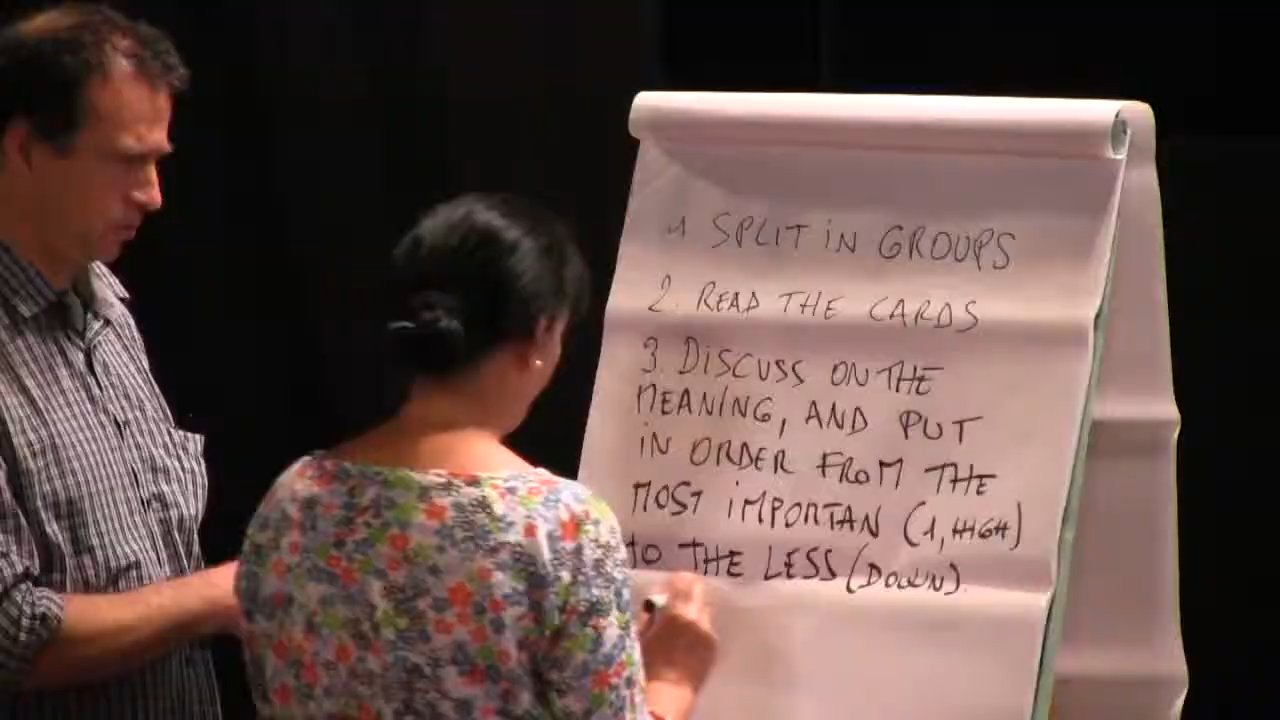 1 SPLIT IN GROUPS
2. READ THE CARDS
3. DISCUSS ON THE
MEANING, AND PUT
IN ORDER FROM THE
MOST IMPORTAN (1, HIGH)
TO THE LESS (DOWN).